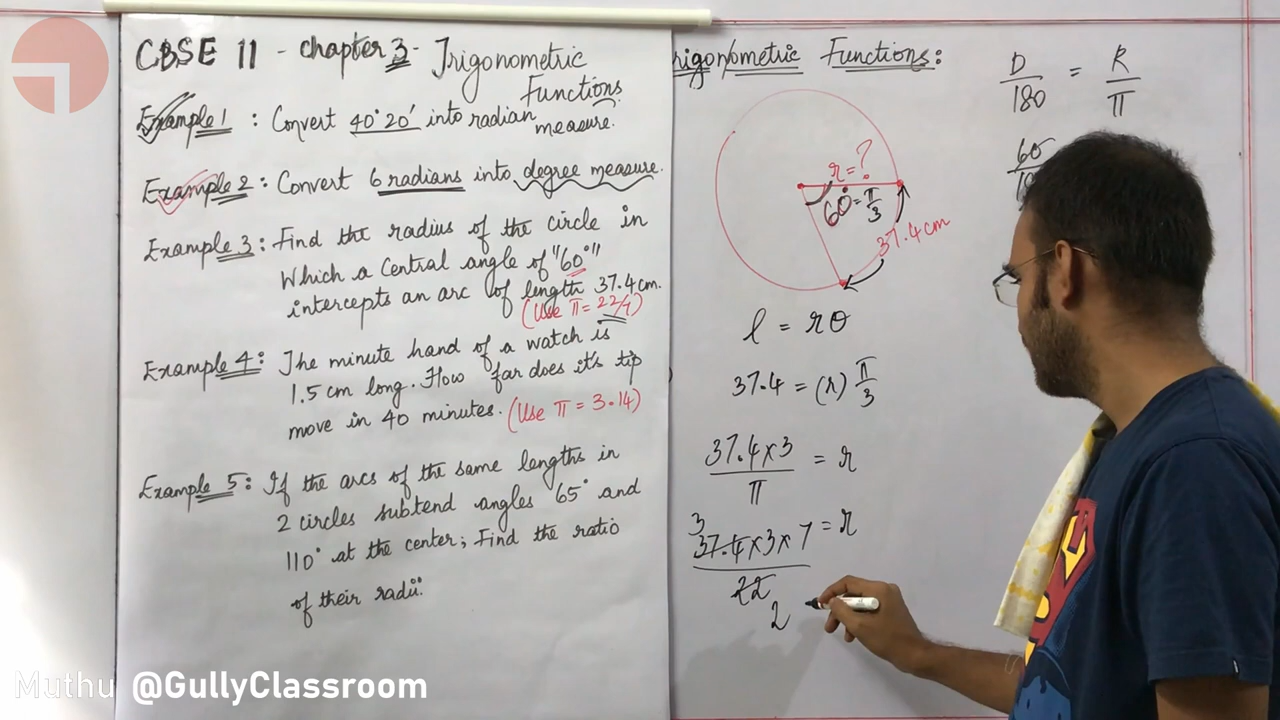 CBSE 11 - chapter 3 - Trigonometric
Functions
Example 1 : Convert 40° 20' into radian
measure.
Example 2 : Convert 6 radians into degree measure.
Example 3 : Find the radius of the circle in
Which a Central angle of "60°"
intercepts an arc of length 37.4cm.
(Use π = 22/7)
Example 4 : The minute hand of a watch is
1.5 cm long. How far does it's tip
move in 40 minutes. (Use π = 3.14)
Example 5 : If the arcs of the same lengths in
2 circles subtend angles 65° and
110° at the center; Find the ratio
of their radii.
rigonometric Functions:
D/180 = R/π
60
r = ?
60° = π/3
37.4 cm
l = rθ
37.4 = (r) π/3
37.4 x 3 / π = r
3
37.4 x 3 x 7 / 22 = r
2
Muthu @GullyClassroom